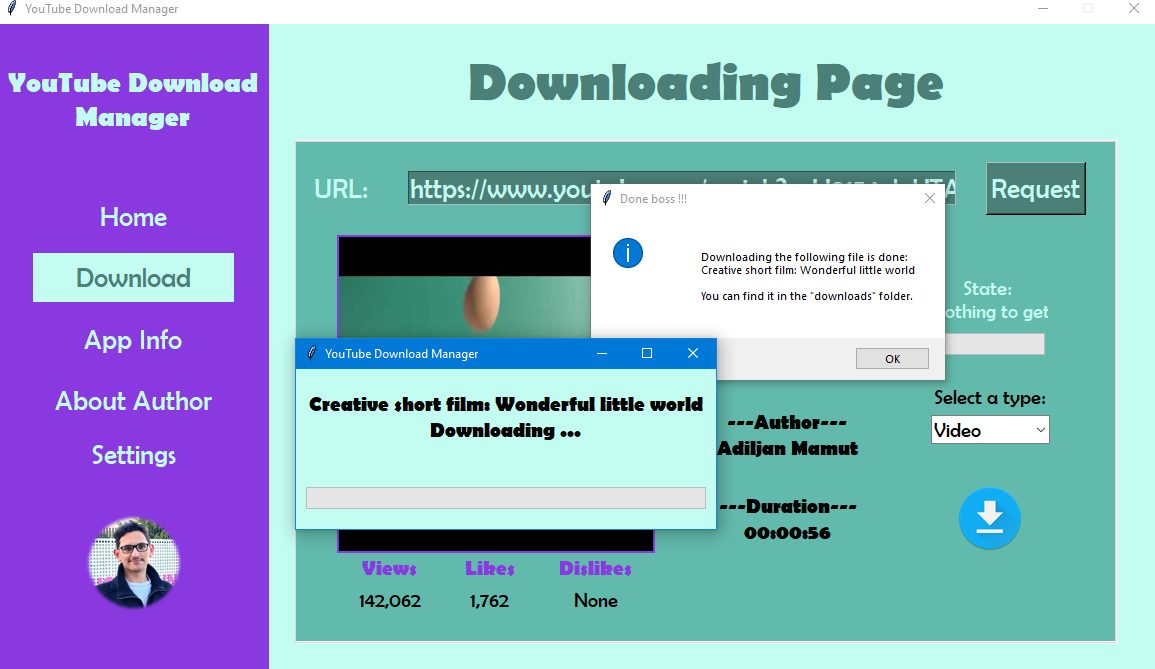 YouTube Download Manager
YouTube Download
Manager
Home
Download
App Info
About Author
Settings
Downloading Page
URL:
https://www.you
Request
Done boss !!!
Downloading the following file is done:
Creative short film: Wonderful little world
You can find it in the "downloads" folder.
OK
State:
othing to get
Select a type:
Video
YouTube Download Manager
Creative short film: Wonderful little world
Downloading ...
---Author---
Adiljan Mamut
---Duration---
00:00:56
Views
Likes
Dislikes
142,062
1,762
None